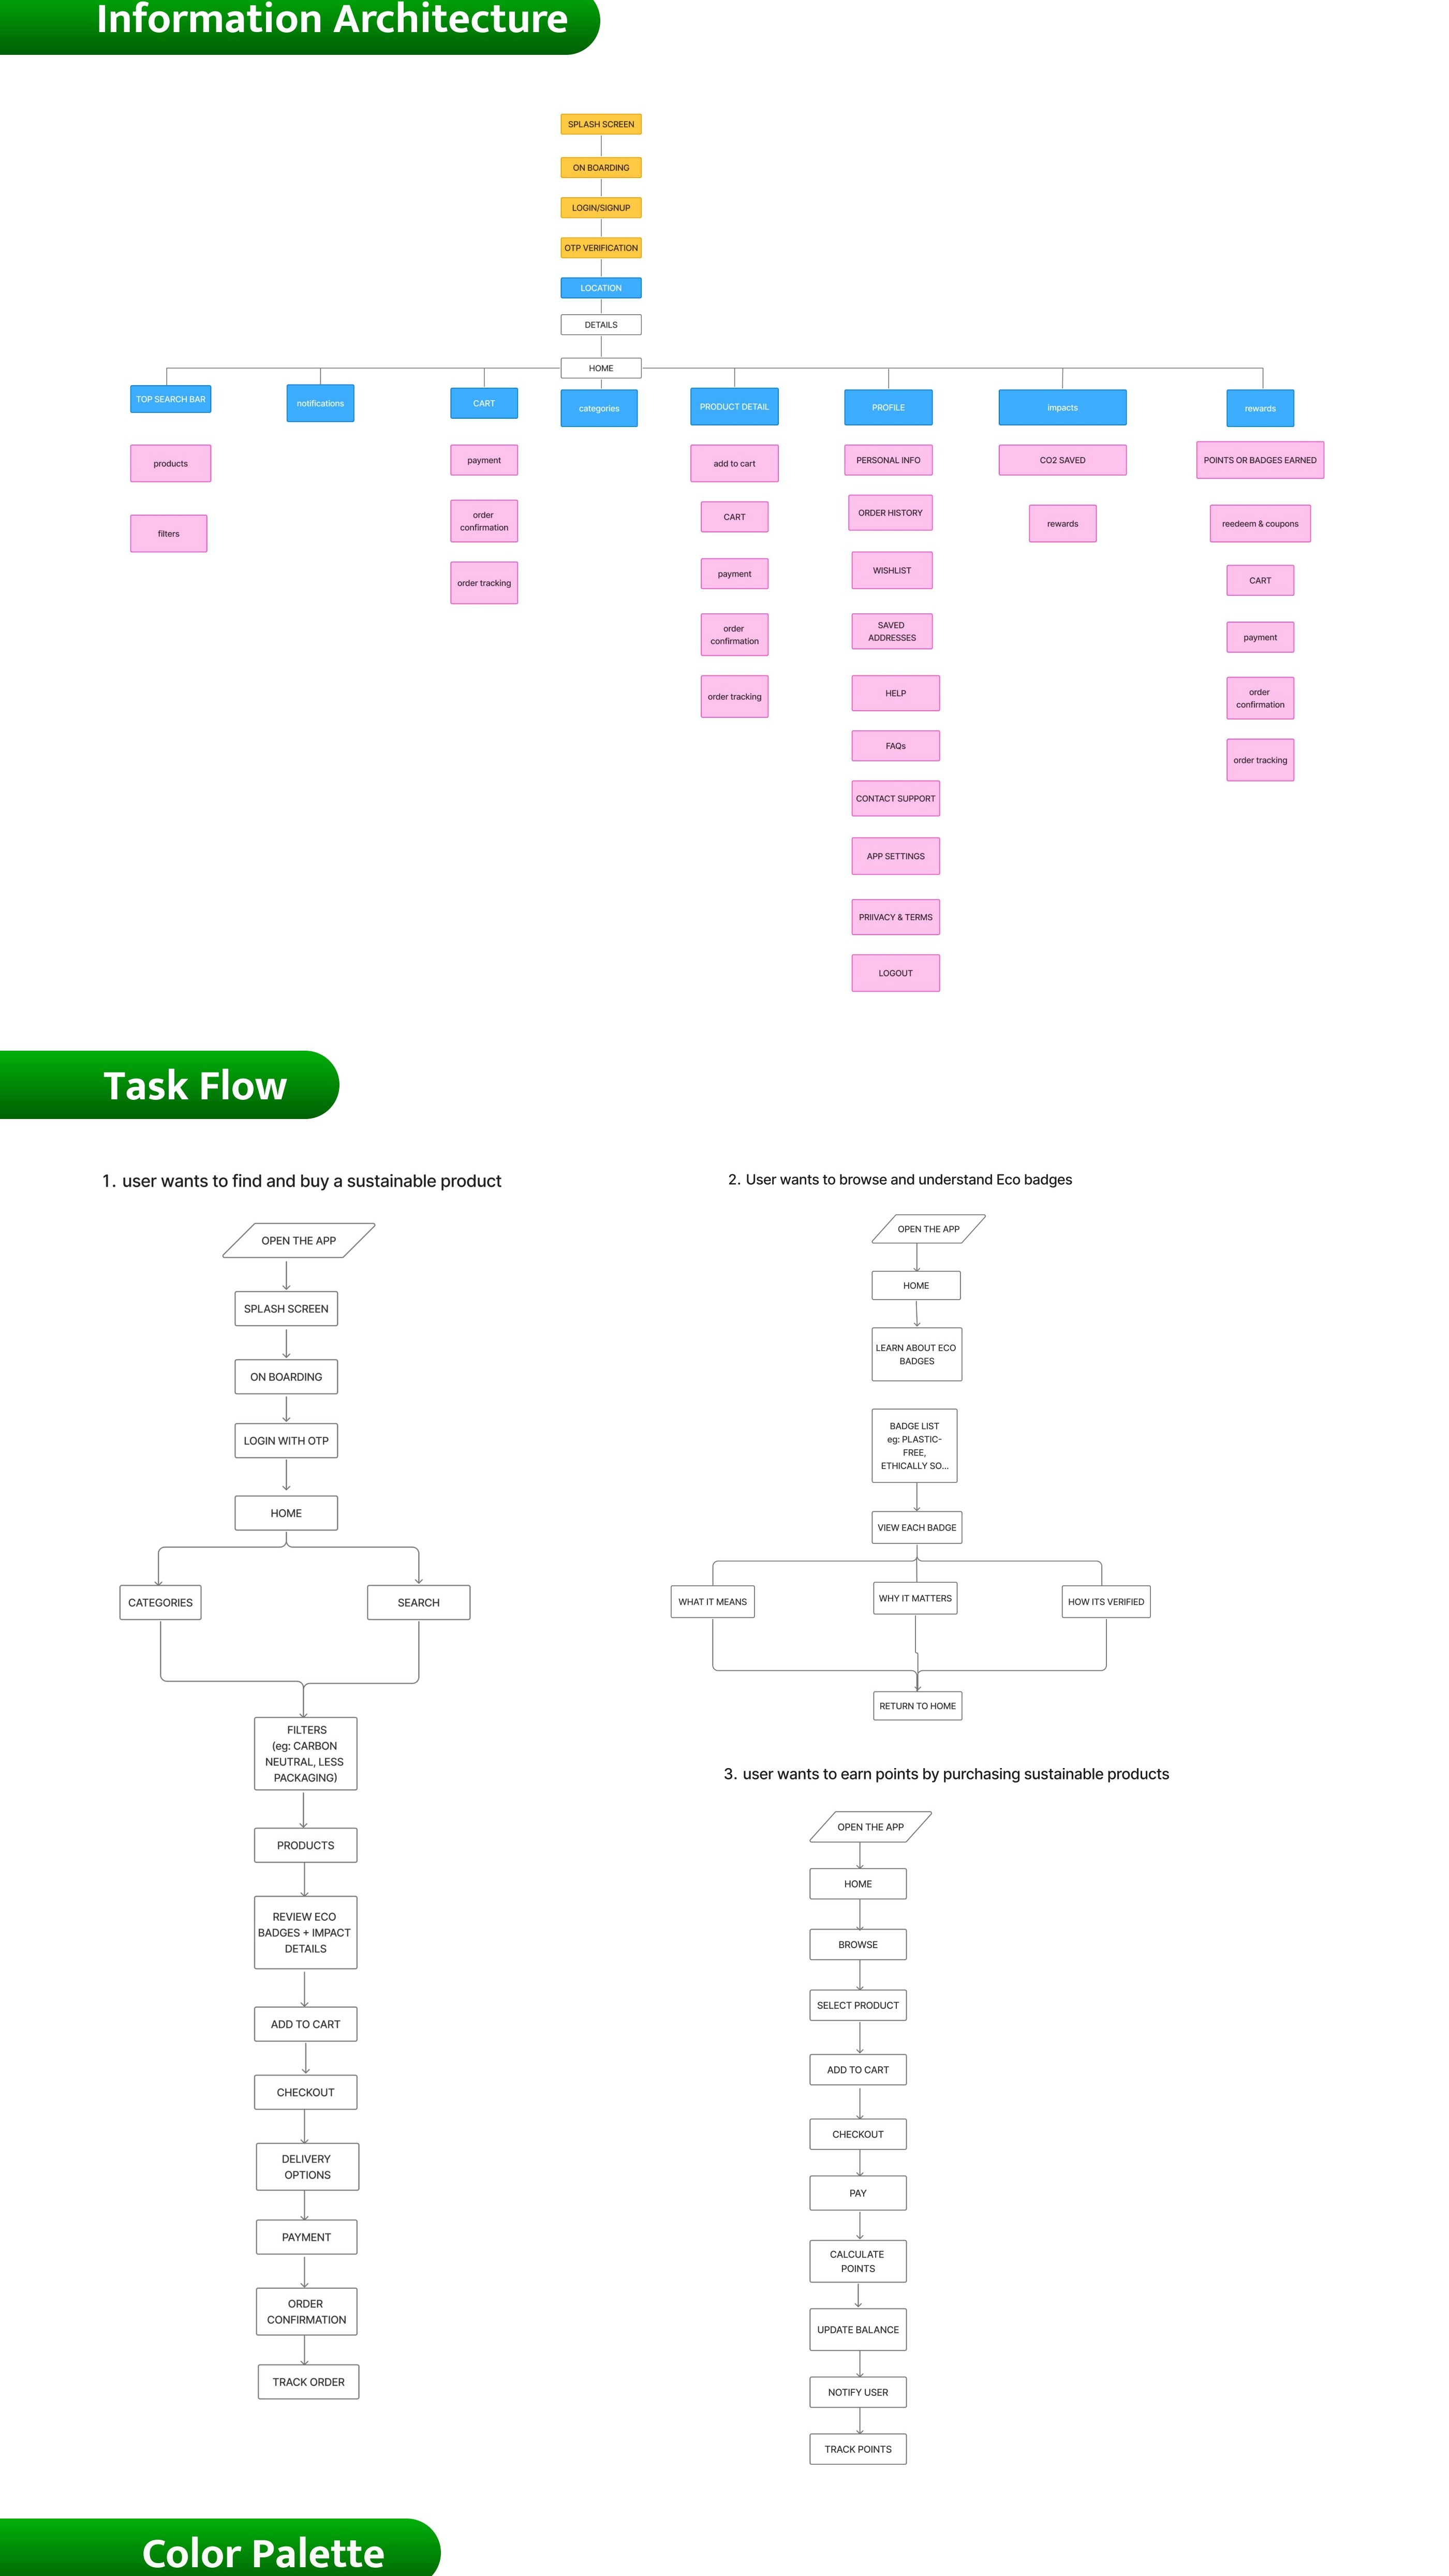 Information Architecture
SPLASH SCREEN
ON BOARDING
LOGIN/SIGNUP
OTP VERIFICATION
LOCATION
DETAILS
HOME
TOP SEARCH BAR
products
filters
notifications
CART
payment
order
confirmation
order tracking
categories
PRODUCT DETAIL
add to cart
CART
payment
order
confirmation
order tracking
PROFILE
PERSONAL INFO
ORDER HISTORY
WISHLIST
SAVED
ADDRESSES
HELP
FAQs
CONTACT SUPPORT
APP SETTINGS
PRIIVACY & TERMS
LOGOUT
impacts
CO2 SAVED
rewards
rewards
POINTS OR BADGES EARNED
reedeem & coupons
CART
payment
order
confirmation
order tracking
Task Flow
1. user wants to find and buy a sustainable product
OPEN THE APP
SPLASH SCREEN
ON BOARDING
LOGIN WITH OTP
HOME
CATEGORIES
SEARCH
FILTERS
(eg: CARBON
NEUTRAL, LESS
PACKAGING)
PRODUCTS
REVIEW ECO
BADGES + IMPACT
DETAILS
ADD TO CART
CHECKOUT
DELIVERY
OPTIONS
PAYMENT
ORDER
CONFIRMATION
TRACK ORDER
2. User wants to browse and understand Eco badges
OPEN THE APP
HOME
LEARN ABOUT ECO
BADGES
BADGE LIST
eg: PLASTIC-
FREE,
ETHICALLY SO...
VIEW EACH BADGE
WHAT IT MEANS
WHY IT MATTERS
HOW ITS VERIFIED
RETURN TO HOME
3. user wants to earn points by purchasing sustainable products
OPEN THE APP
HOME
BROWSE
SELECT PRODUCT
ADD TO CART
CHECKOUT
PAY
CALCULATE
POINTS
UPDATE BALANCE
NOTIFY USER
TRACK POINTS
Color Palette